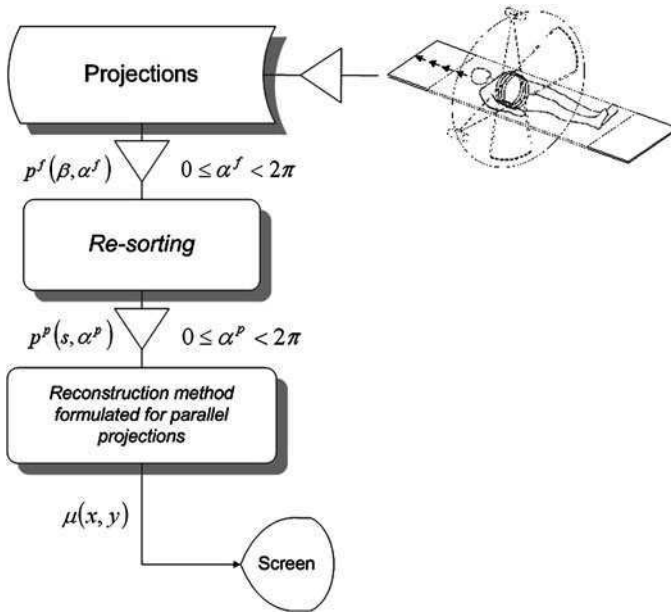 Projections
p^f(β, α^f) 0 ≤ α^f < 2π
Re-sorting
p^p(s, α^p) 0 ≤ α^p < 2π
Reconstruction method
formulated for parallel
projections
μ(x, y)
Screen